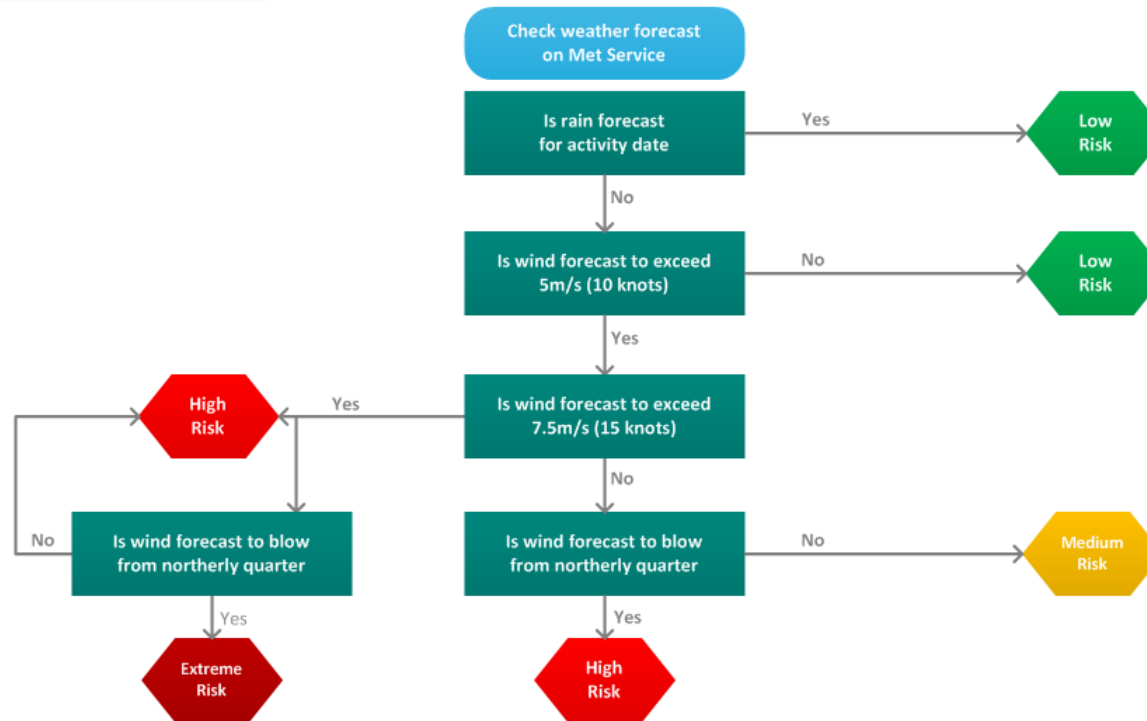 Check weather forecast
on Met Service
Is rain forecast
for activity date
Yes
Low
Risk
No
Is wind forecast to exceed
5m/s (10 knots)
No
Low
Risk
Yes
High
Risk
Yes
Is wind forecast to exceed
7.5m/s (15 knots)
No
No
Is wind forecast to blow
from northerly quarter
Is wind forecast to blow
from northerly quarter
No
Medium
Risk
Yes
Yes
Extreme
Risk
High
Risk